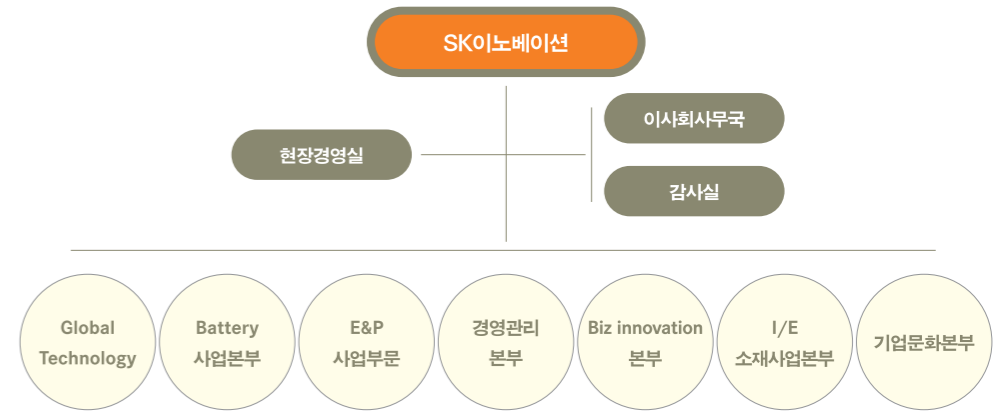 SK이노베이션
이사회사무국
현장경영실
감사실
Global
Technology
Battery
사업본부
E&P
사업부문
경영관리
본부
Biz innovation
본부
I/E
소재사업본부
기업문화본부